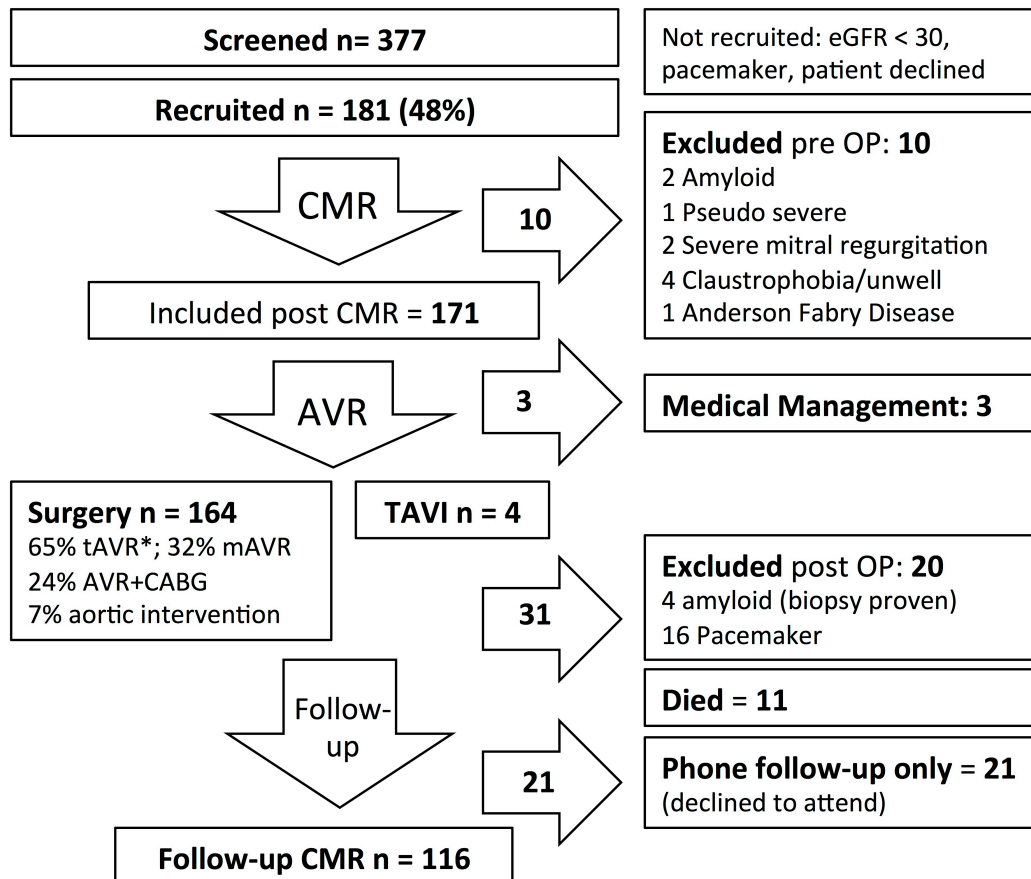 Screened n= 377
Not recruited: eGFR < 30,
pacemaker, patient declined
Recruited n = 181 (48%)
CMR
10
Excluded pre OP: 10
2 Amyloid
1 Pseudo severe
2 Severe mitral regurgitation
4 Claustrophobia/unwell
1 Anderson Fabry Disease
Included post CMR = 171
AVR
3
Medical Management: 3
Surgery n = 164
65% tAVR*; 32% mAVR
24% AVR+CABG
7% aortic intervention
TAVI n = 4
31
Excluded post OP: 20
4 amyloid (biopsy proven)
16 Pacemaker
Died = 11
Follow-
up
21
Phone follow-up only = 21
(declined to attend)
Follow-up CMR n = 116